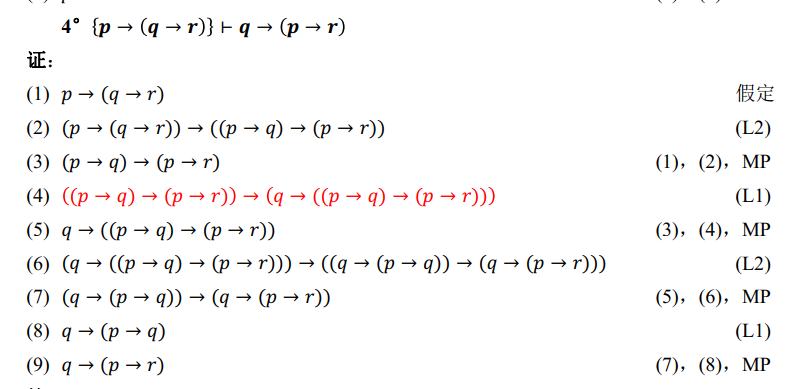 4° {p → (q → r)} ⊢ q → (p → r)
证:
(1) p → (q → r) 假定
(2) (p → (q → r)) → ((p → q) → (p → r)) (L2)
(3) (p → q) → (p → r) (1), (2), MP
(4) ((p → q) → (p → r)) → (q → ((p → q) → (p → r))) (L1)
(5) q → ((p → q) → (p → r)) (3), (4), MP
(6) (q → ((p → q) → (p → r))) → ((q → (p → q)) → (q → (p → r))) (L2)
(7) (q → (p → q)) → (q → (p → r)) (5), (6), MP
(8) q → (p → q) (L1)
(9) q → (p → r) (7), (8), MP